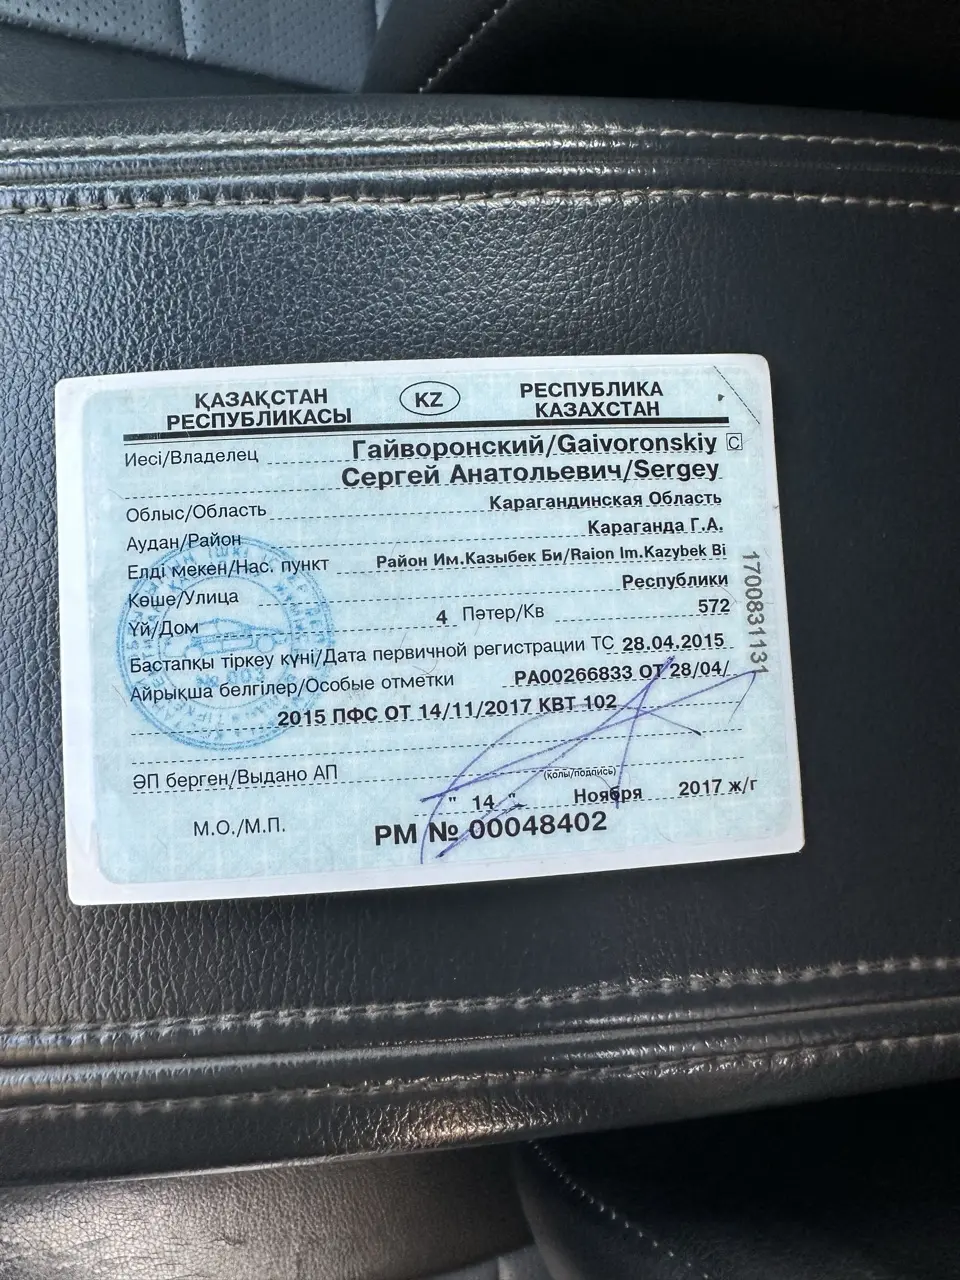 ҚАЗАҚСТАН РЕСПУБЛИКАСЫ
KZ
РЕСПУБЛИКА КАЗАХСТАН
Иесі/Владелец Гайворонский/Gaivoronskiy C
Сергей Анатольевич/Sergey
Облыс/Область Карагандинская Область
Аудан/Район Караганда Г.А.
Елді мекен/Нас. пункт Район Им.Казыбек Би/Raion Im.Kazybek Bi
Көше/Улица Республики
Үй/Дом 4 Пәтер/Кв 572
Бастапқы тіркеу күні/Дата первичной регистрации ТС 28.04.2015
Айрықша белгілер/Особые отметки РА00266833 ОТ 28/04/
2015 ПФС ОТ 14/11/2017 КВТ 102
ӘП берген/Выдано АП
(қолы/подпись)
" 14 " Ноября 2017 ж/г
М.О./М.П.
РМ № 00048402
170083113